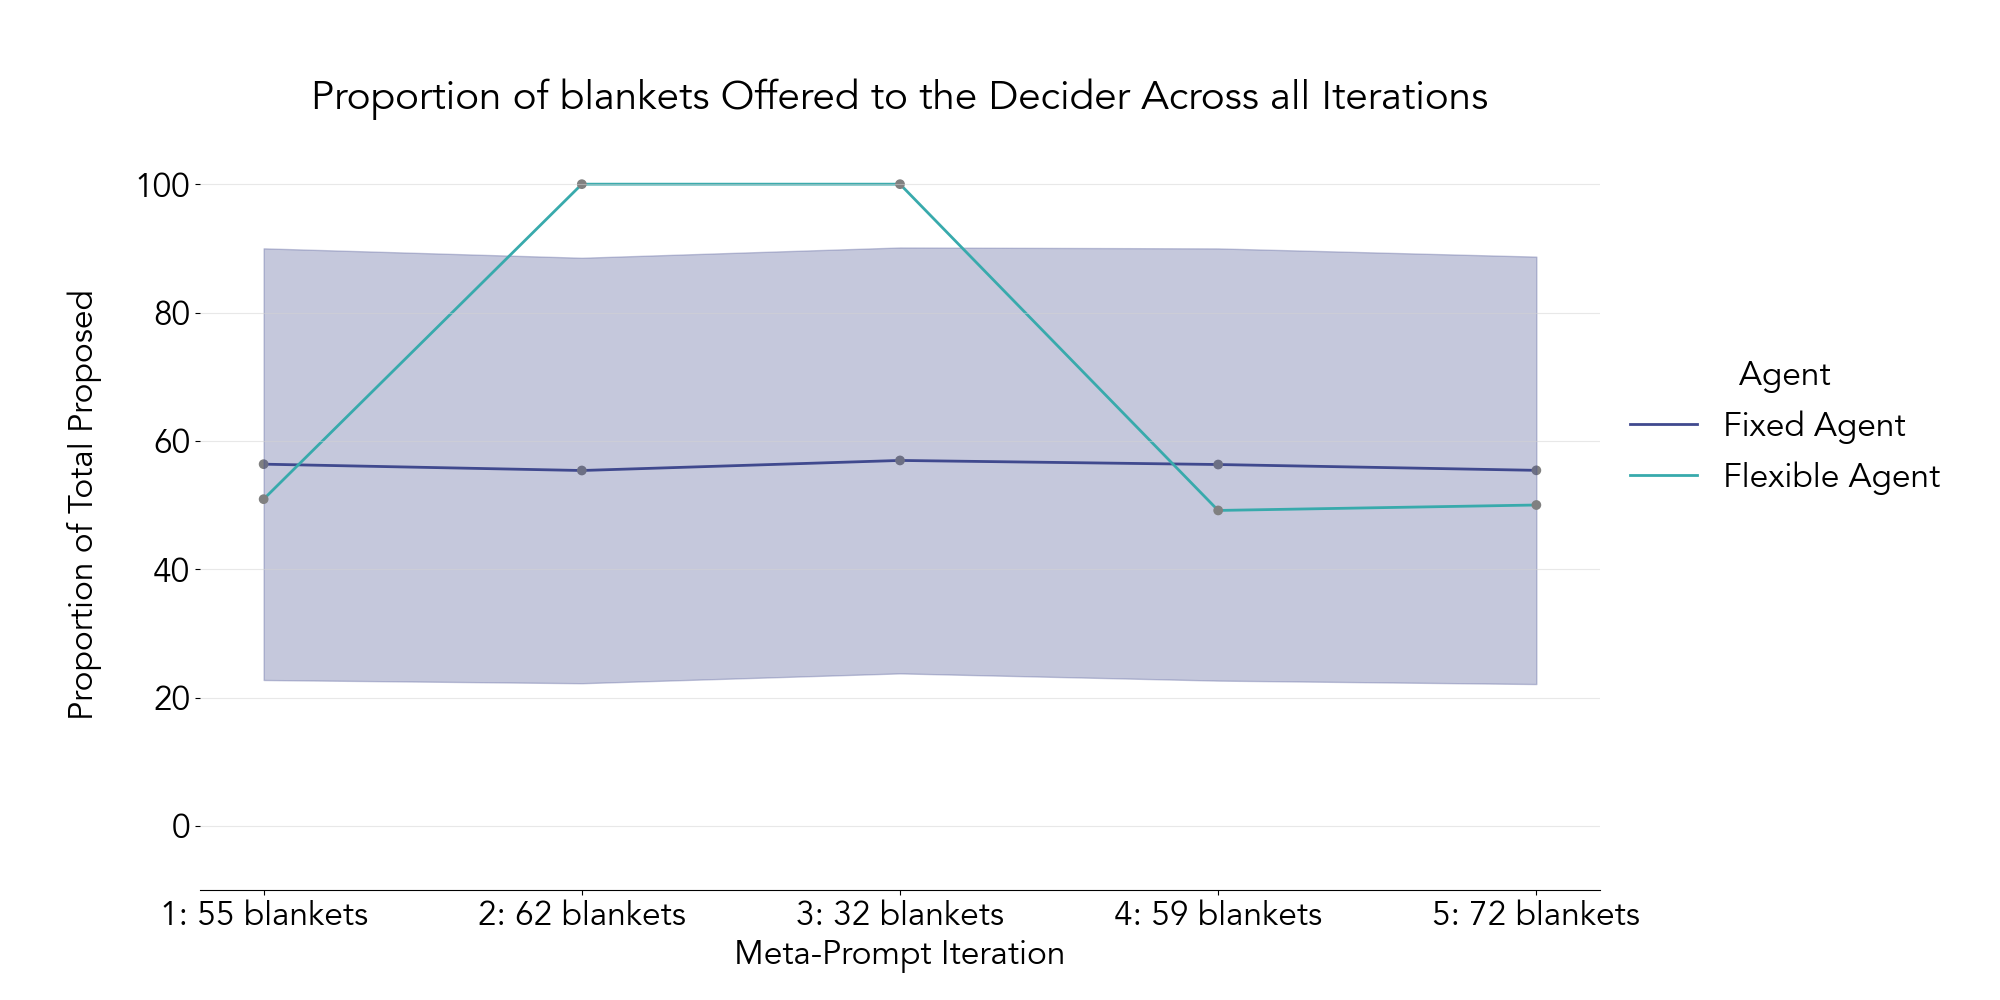 Proportion of blankets Offered to the Decider Across all Iterations
Proportion of Total Proposed
100
80
60
40
20
0
1: 55 blankets
2: 62 blankets
3: 32 blankets
4: 59 blankets
5: 72 blankets
Meta-Prompt Iteration
Agent
Fixed Agent
Flexible Agent